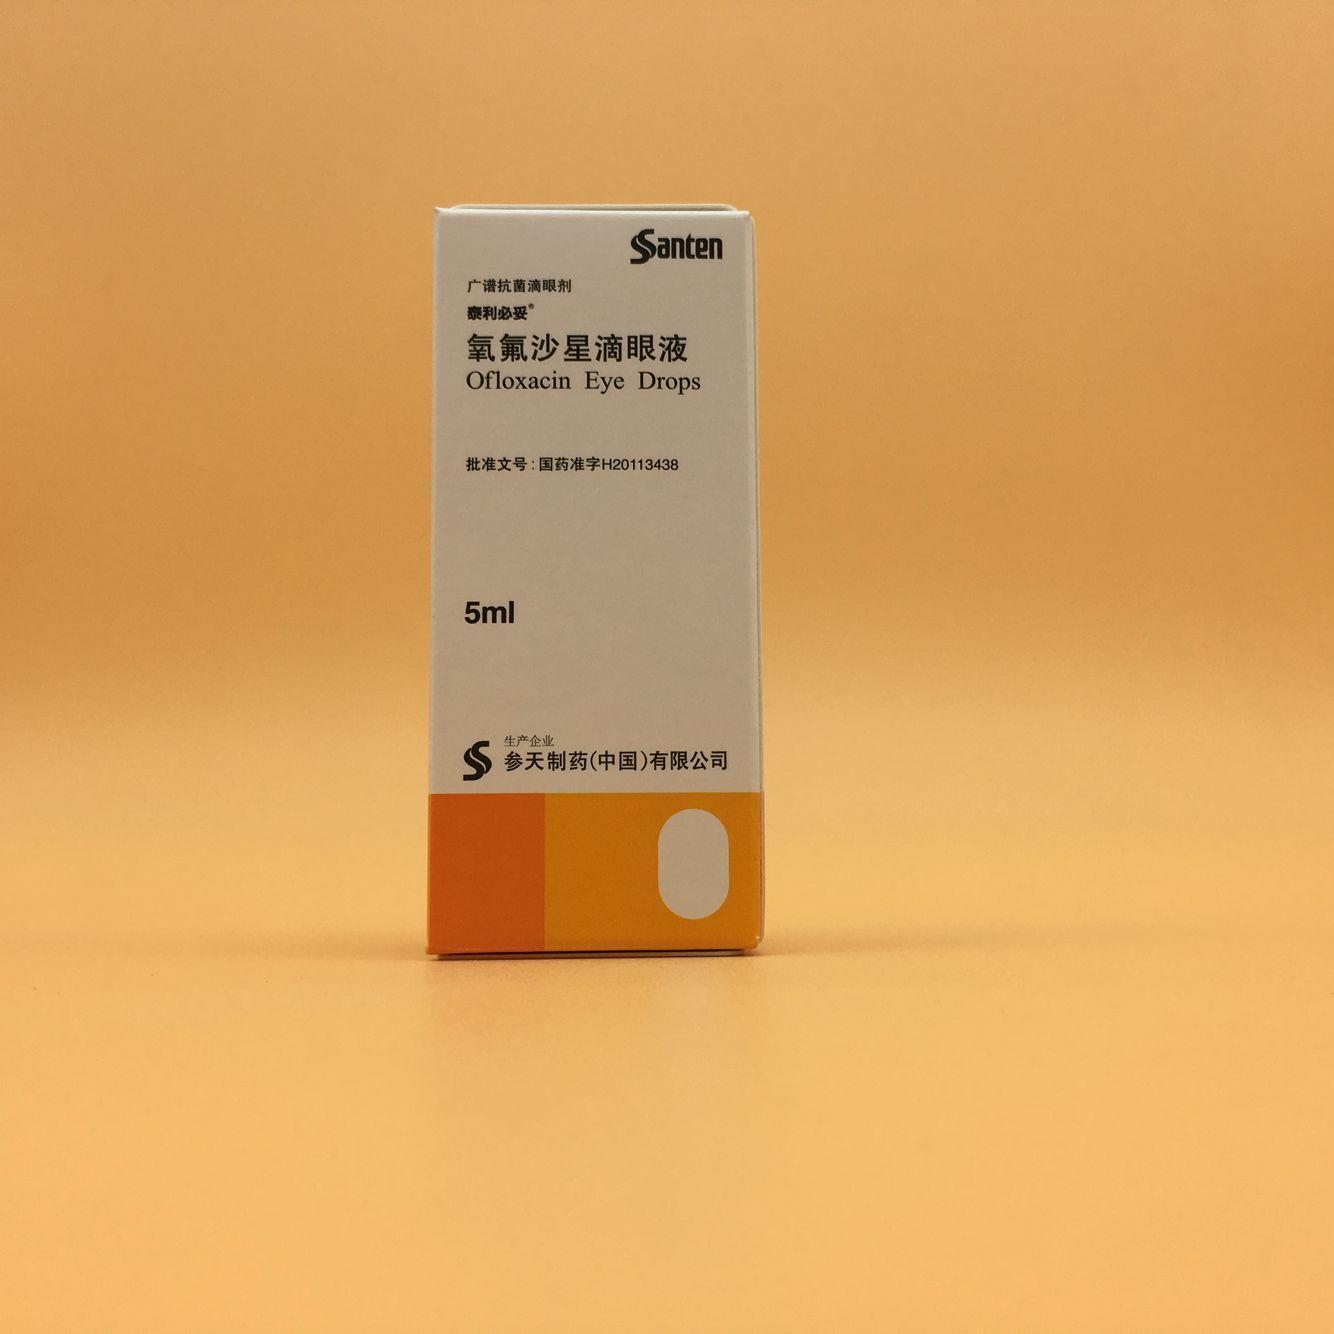 Santen
广谱抗菌滴眼剂
泰利必妥®
氧氟沙星滴眼液
Ofloxacin Eye Drops
批准文号：国药准字H20113438
5ml
生产企业
参天制药(中国)有限公司